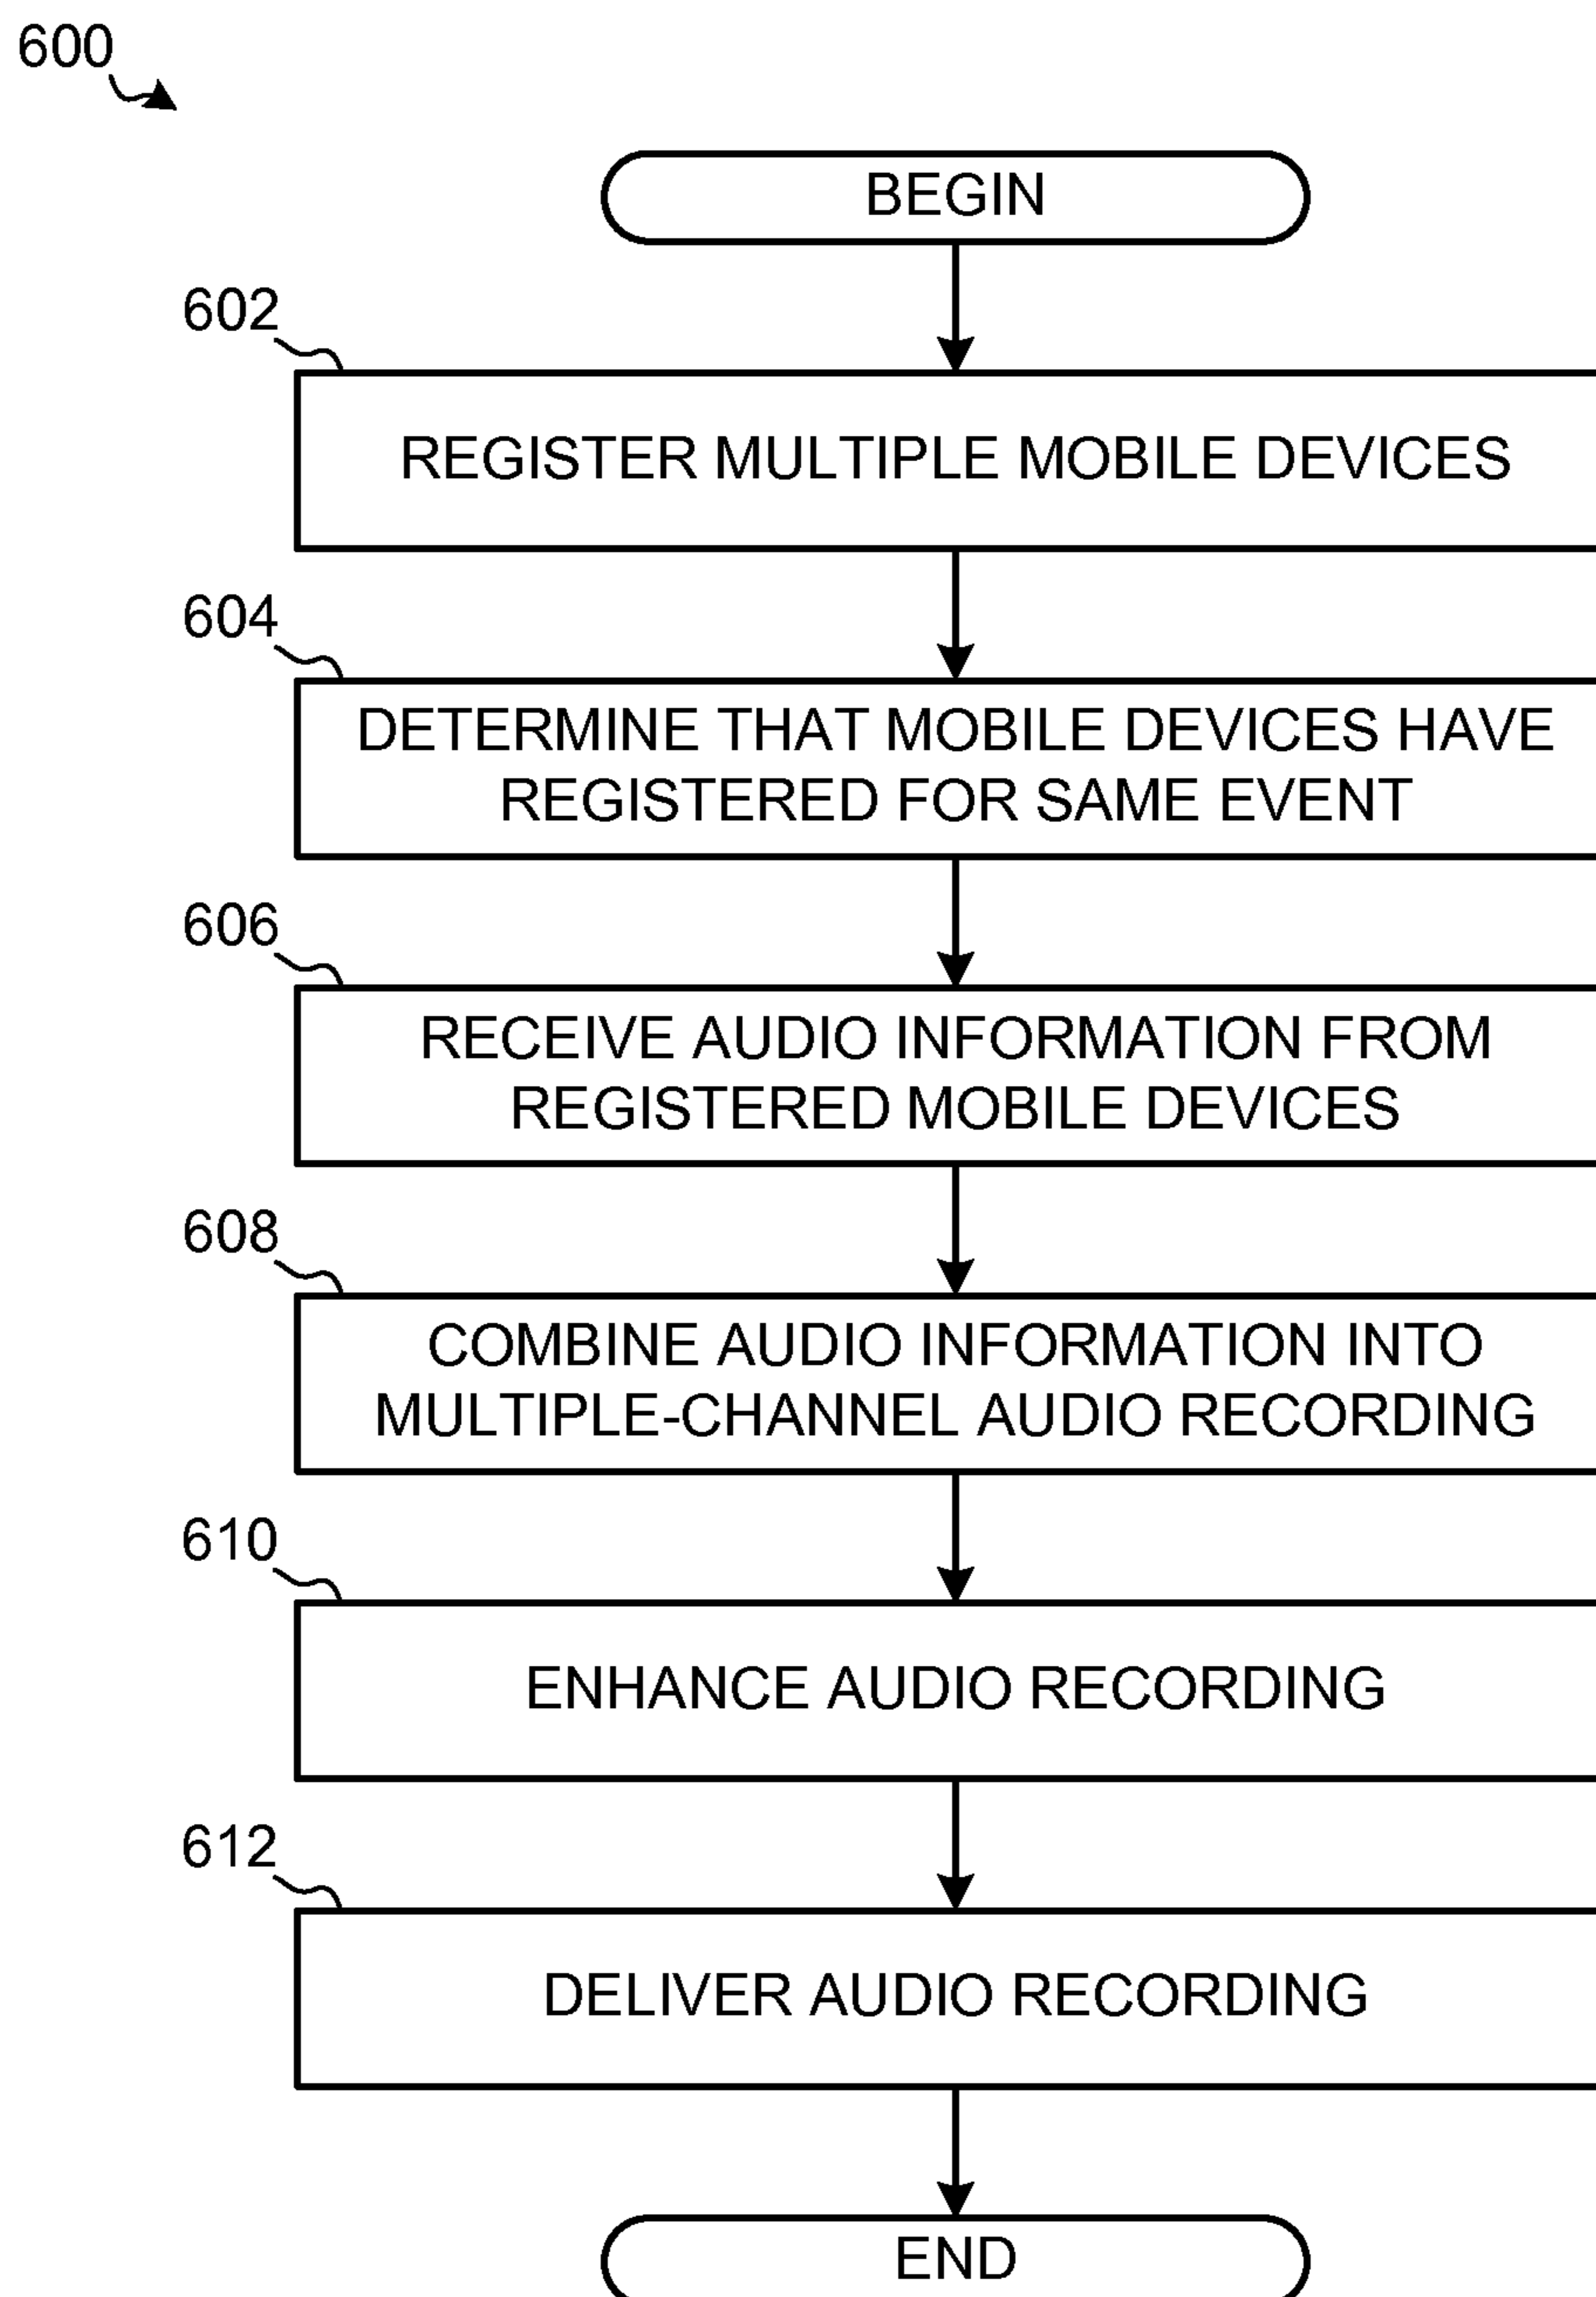 600
BEGIN
602
REGISTER MULTIPLE MOBILE DEVICES
604
DETERMINE THAT MOBILE DEVICES HAVE
REGISTERED FOR SAME EVENT
606
RECEIVE AUDIO INFORMATION FROM
REGISTERED MOBILE DEVICES
608
COMBINE AUDIO INFORMATION INTO
MULTIPLE-CHANNEL AUDIO RECORDING
610
ENHANCE AUDIO RECORDING
612
DELIVER AUDIO RECORDING
END